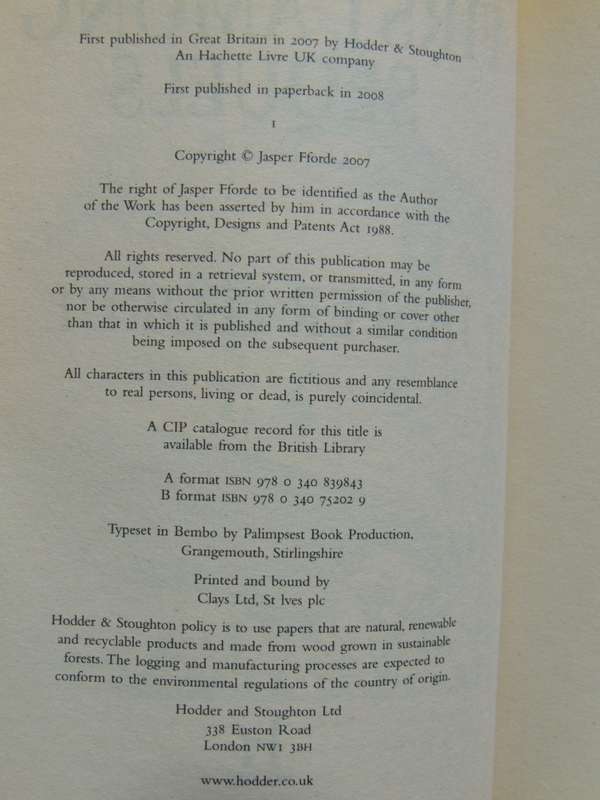 First published in Great Britain in 2007 by Hodder & Stoughton
An Hachette Livre UK company
First published in paperback in 2008
1
Copyright © Jasper Fforde 2007
The right of Jasper Fforde to be identified as the Author
of the Work has been asserted by him in accordance with the
Copyright, Designs and Patents Act 1988.
All rights reserved. No part of this publication may be
reproduced, stored in a retrieval system, or transmitted, in any form
or by any means without the prior written permission of the publisher,
nor be otherwise circulated in any form of binding or cover other
than that in which it is published and without a similar condition
being imposed on the subsequent purchaser.
All characters in this publication are fictitious and any resemblance
to real persons, living or dead, is purely coincidental.
A CIP catalogue record for this title is
available from the British Library
A format ISBN 978 0 340 839843
B format ISBN 978 0 340 75202 9
Typeset in Bembo by Palimpsest Book Production,
Grangemouth, Stirlingshire
Printed and bound by
Clays Ltd, St Ives plc
Hodder & Stoughton policy is to use papers that are natural, renewable
and recyclable products and made from wood grown in sustainable
forests. The logging and manufacturing processes are expected to
conform to the environmental regulations of the country of origin.
Hodder and Stoughton Ltd
338 Euston Road
London NW1 3BH
www.hodder.co.uk